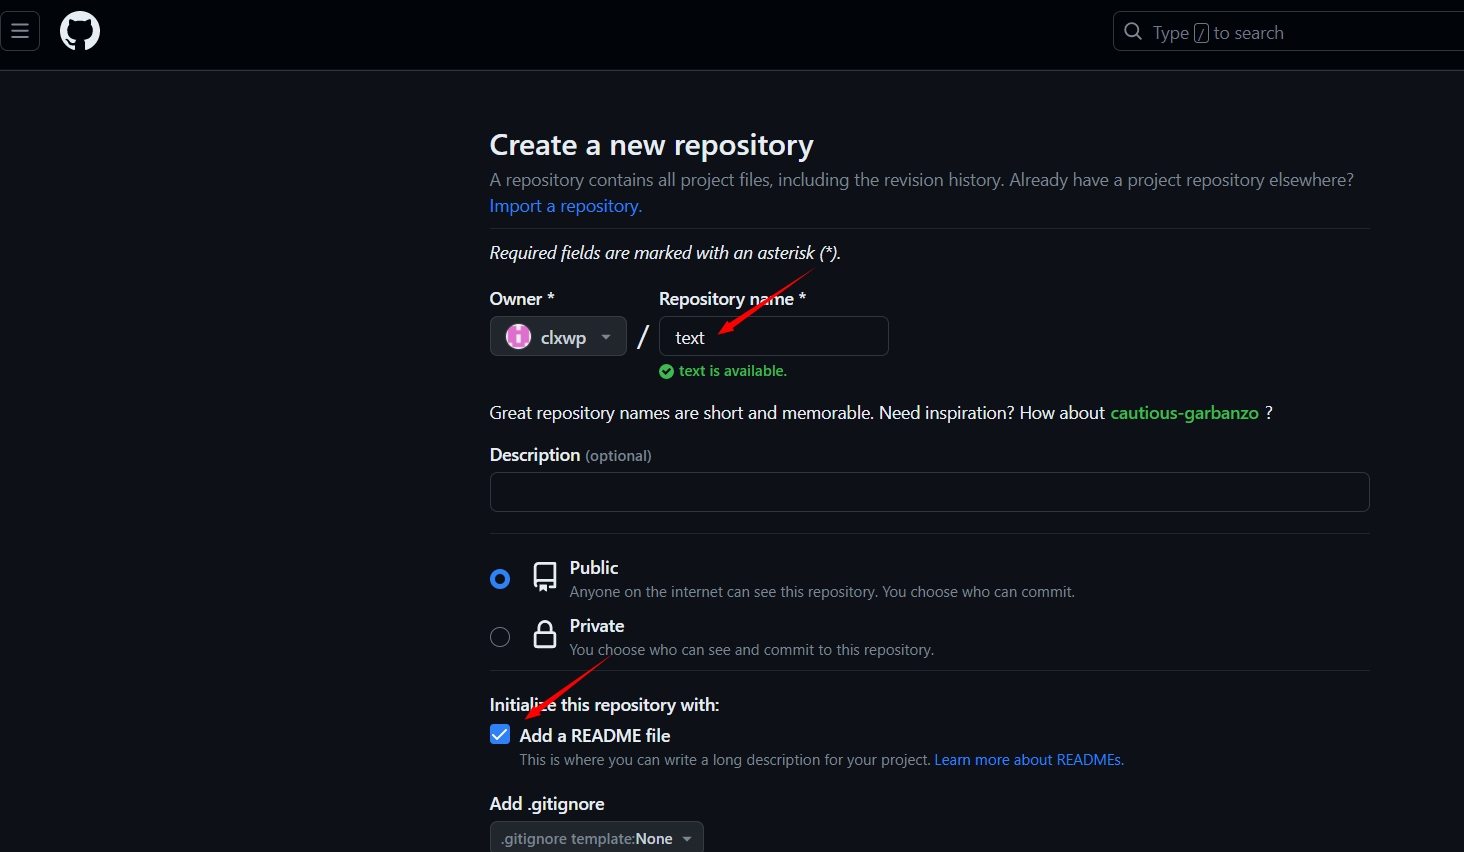 Type / to search
Create a new repository
A repository contains all project files, including the revision history. Already have a project repository elsewhere?
Import a repository.
Required fields are marked with an asterisk (*).
Owner * Repository name *
clxwp / text
text is available.
Great repository names are short and memorable. Need inspiration? How about cautious-garbanzo ?
Description (optional)
Public
Anyone on the internet can see this repository. You choose who can commit.
Private
You choose who can see and commit to this repository.
Initialize this repository with:
Add a README file
This is where you can write a long description for your project. Learn more about READMEs.
Add .gitignore
.gitignore template:None